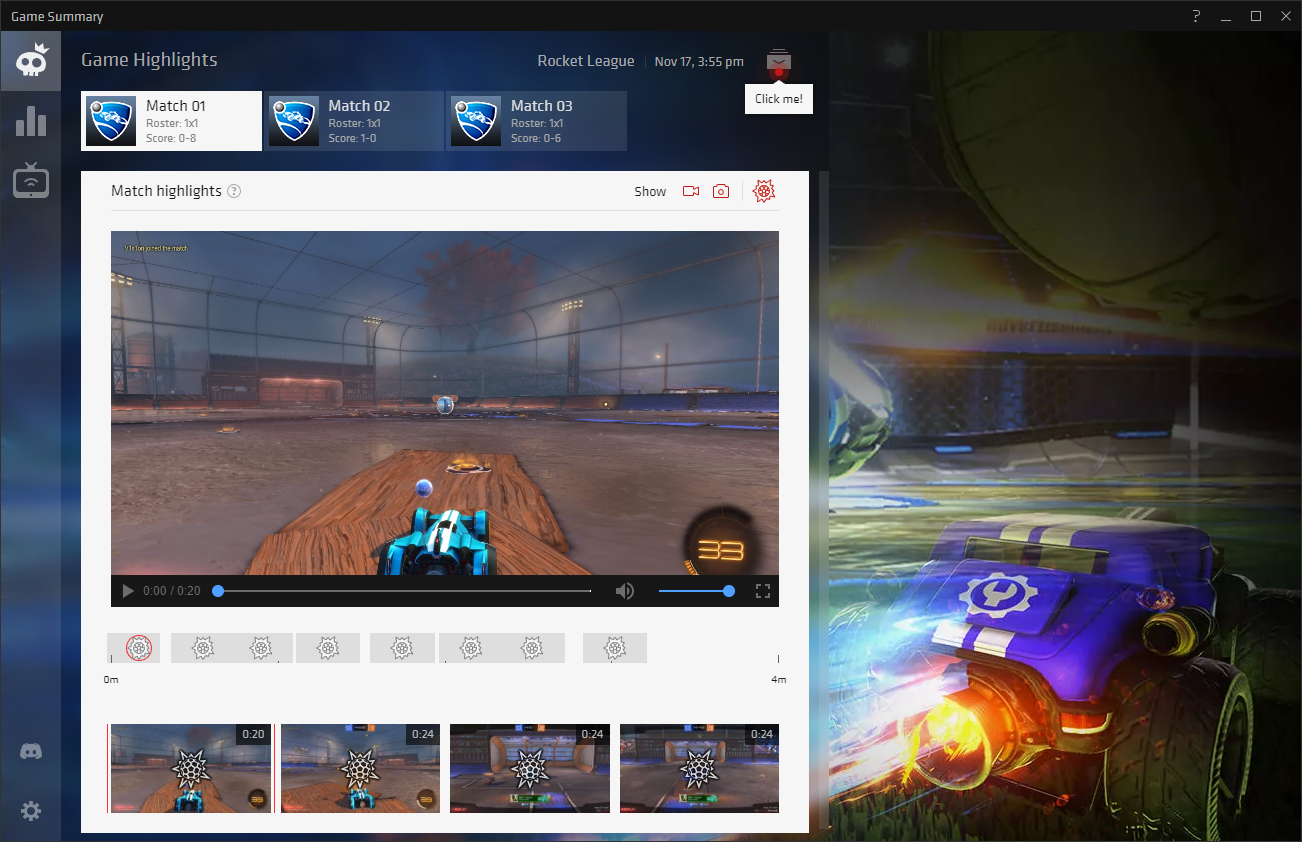 Game Summary
Game Highlights
Rocket League
Nov 17, 3:55 pm
Click me!
Match 01
Roster: 1x1
Score: 0-8
Match 02
Roster: 1x1
Score: 1-0
Match 03
Roster: 1x1
Score: 0-6
Match highlights ?
Show
V1s1on joined the match
33
0:00 / 0:20
0m
4m
0:20
0:24
0:24
0:24